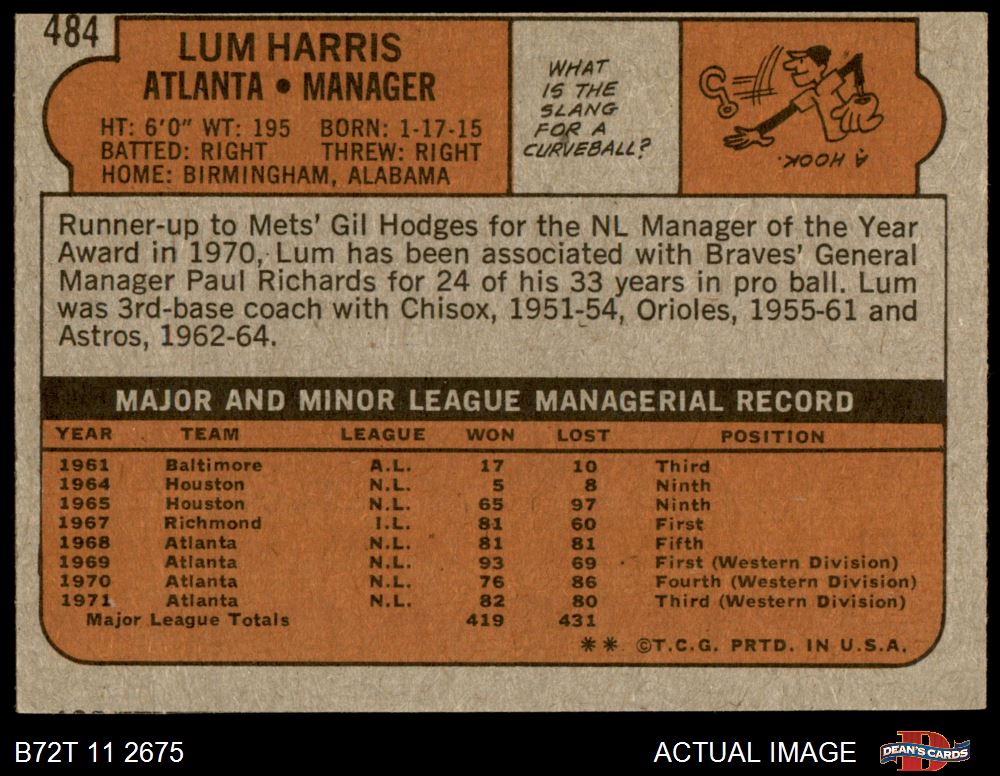 484
LUM HARRIS
ATLANTA • MANAGER
HT: 6'0" WT: 195 BORN: 1-17-15
BATTED: RIGHT THREW: RIGHT
HOME: BIRMINGHAM, ALABAMA
WHAT
IS THE
SLANG
FOR A
CURVEBALL?
A HOOK.
Runner-up to Mets' Gil Hodges for the NL Manager of the Year
Award in 1970, Lum has been associated with Braves' General
Manager Paul Richards for 24 of his 33 years in pro ball. Lum
was 3rd-base coach with Chisox, 1951-54, Orioles, 1955-61 and
Astros, 1962-64.
MAJOR AND MINOR LEAGUE MANAGERIAL RECORD
YEAR TEAM LEAGUE WON LOST POSITION
1961 Baltimore A.L. 17 10 Third
1964 Houston N.L. 5 8 Ninth
1965 Houston N.L. 65 97 Ninth
1967 Richmond I.L. 81 60 First
1968 Atlanta N.L. 81 81 Fifth
1969 Atlanta N.L. 93 69 First (Western Division)
1970 Atlanta N.L. 76 86 Fourth (Western Division)
1971 Atlanta N.L. 82 80 Third (Western Division)
Major League Totals 419 431
** ©T.C.G. PRTD. IN U.S.A.
B72T 11 2675 ACTUAL IMAGE DEAN'S CARDS